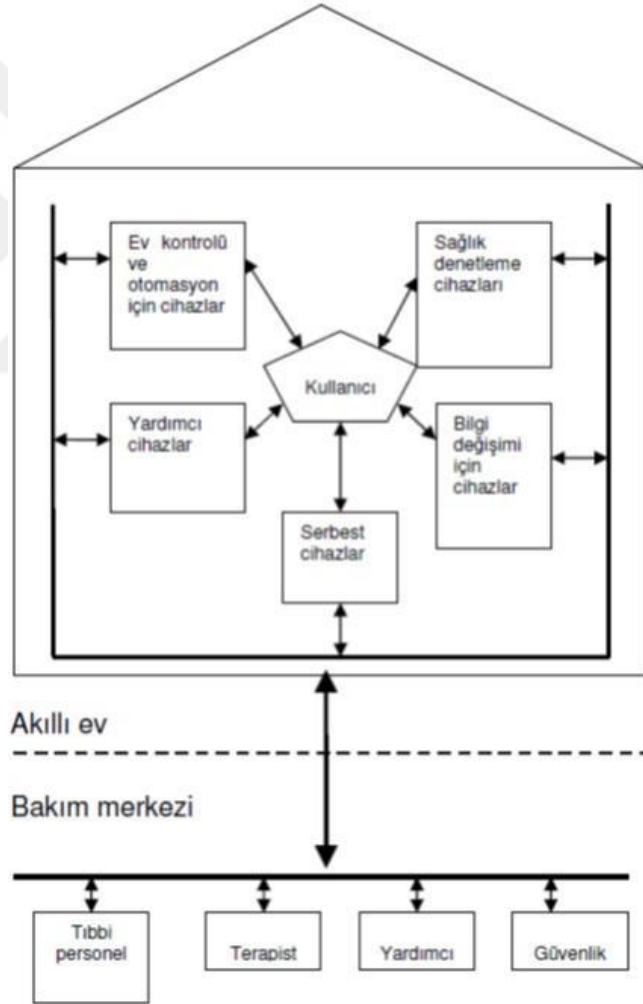 Ev kontrolü
ve
otomasyon
için cihazlar
Sağlık
denetleme
cihazları
Kullanıcı
Yardımcı
cihazlar
Bilgi
değişimi
için
cihazlar
Serbest
cihazlar
Akıllı ev
Bakım merkezi
Tıbbi
personel
Terapist
Yardımcı
Güvenlik